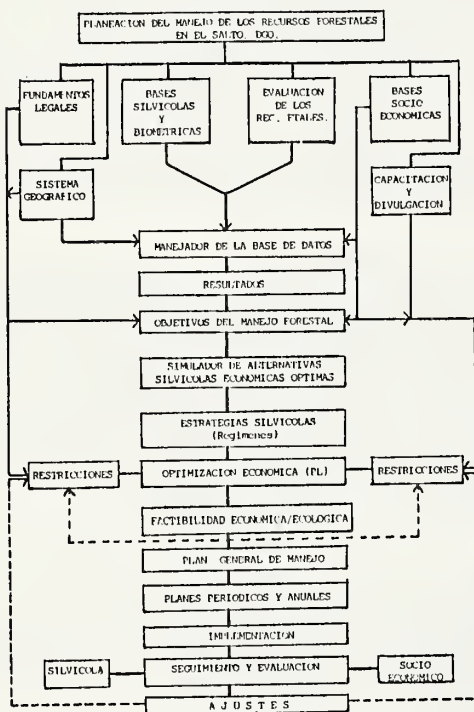 PLANEACION DEL MANEJO DE LOS RECURSOS FORESTALES
EN EL SALTO, DGO.
FUNDAMENTOS
LEGALES
BASES
SILVICOLAS
Y
BIOMETRICAS
EVALUACION
DE LOS
REC. FTALES.
BASES
SOCIO
ECONOMICAS
SISTEMA
GEOGRAFICO
CAPACITACION
Y
DIVULGACION
MANEJADOR DE LA BASE DE DATOS
RESULTADOS
OBJETIVOS DEL MANEJO FORESTAL
SIMULADOR DE ALTERNATIVAS
SILVICOLAS ECONOMICAS OPTIMAS
ESTRATEGIAS SILVICOLAS
(Regímenes)
RESTRICCIONES
OPTIMIZACION ECONOMICA (PL)
RESTRICCIONES
FACTIBILIDAD ECONOMICA/ECOLOGICA
PLAN GENERAL DE MANEJO
PLANES PERIODICOS Y ANUALES
IMPLEMENTACION
SILVICOLA
SEGUIMIENTO Y EVALUACION
SOCIO
ECONOMICO
A J U S T E S